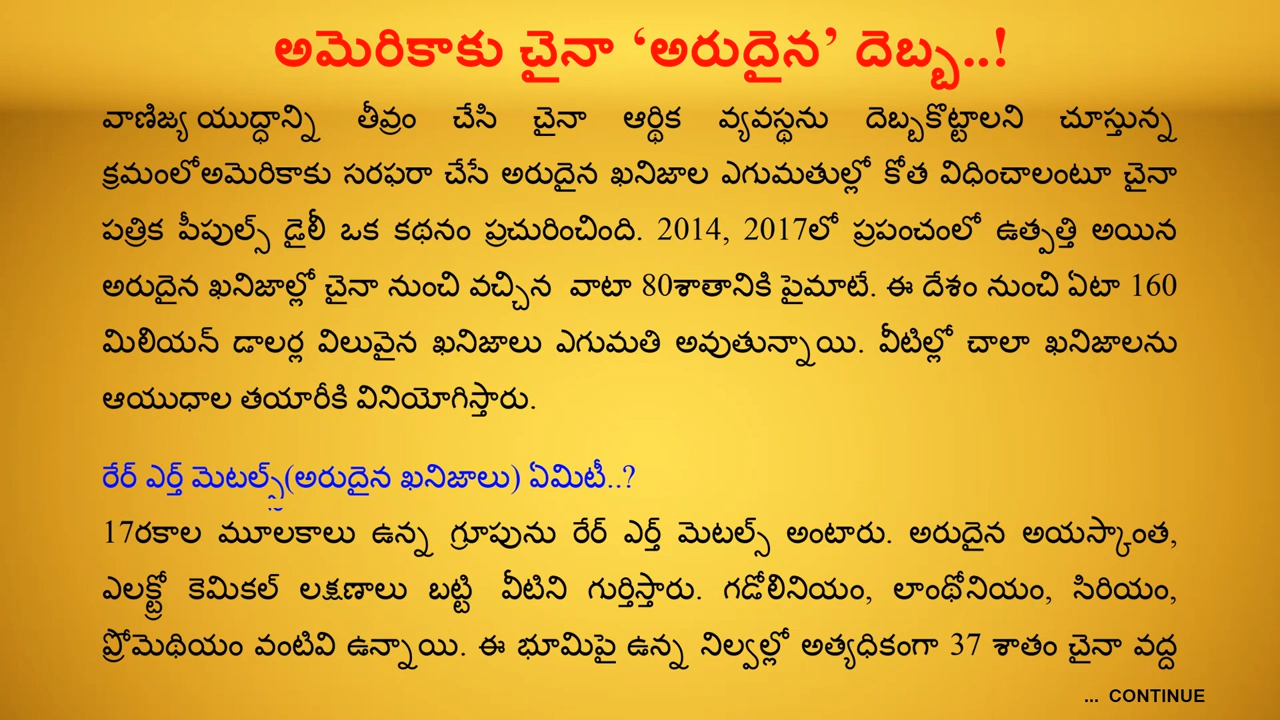 అమెరికాకు చైనా ‘అరుదైన’ దెబ్బ..!
వాణిజ్య యుద్ధాన్ని తీవ్రం చేసి చైనా ఆర్థిక వ్యవస్థను దెబ్బకొట్టాలని చూస్తున్న
క్రమంలోఅమెరికాకు సరఫరా చేసే అరుదైన ఖనిజాల ఎగుమతుల్లో కోత విధించాలంటూ చైనా
పత్రిక పీపుల్స్ డైలీ ఒక కథనం ప్రచురించింది. 2014, 2017లో ప్రపంచంలో ఉత్పత్తి అయిన
అరుదైన ఖనిజాల్లో చైనా నుంచి వచ్చిన వాటా 80శాతానికి పైమాటే. ఈ దేశం నుంచి ఏటా 160
మిలియన్ డాలర్ల విలువైన ఖనిజాలు ఎగుమతి అవుతున్నాయి. వీటిల్లో చాలా ఖనిజాలను
ఆయుధాల తయారీకి వినియోగిస్తారు.
రేర్ ఎర్త్ మెటల్స్(అరుదైన ఖనిజాలు) ఏమిటీ..?
17రకాల మూలకాలు ఉన్న గ్రూపును రేర్ ఎర్త్ మెటల్స్ అంటారు. అరుదైన అయస్కాంత,
ఎలక్ట్రో కెమికల్ లక్షణాలు బట్టి వీటిని గుర్తిస్తారు. గడోలినియం, లాంథోనియం, సిరియం,
ప్రోమెథియం వంటివి ఉన్నాయి. ఈ భూమిపై ఉన్న నిల్వల్లో అత్యధికంగా 37 శాతం చైనా వద్ద
... CONTINUE